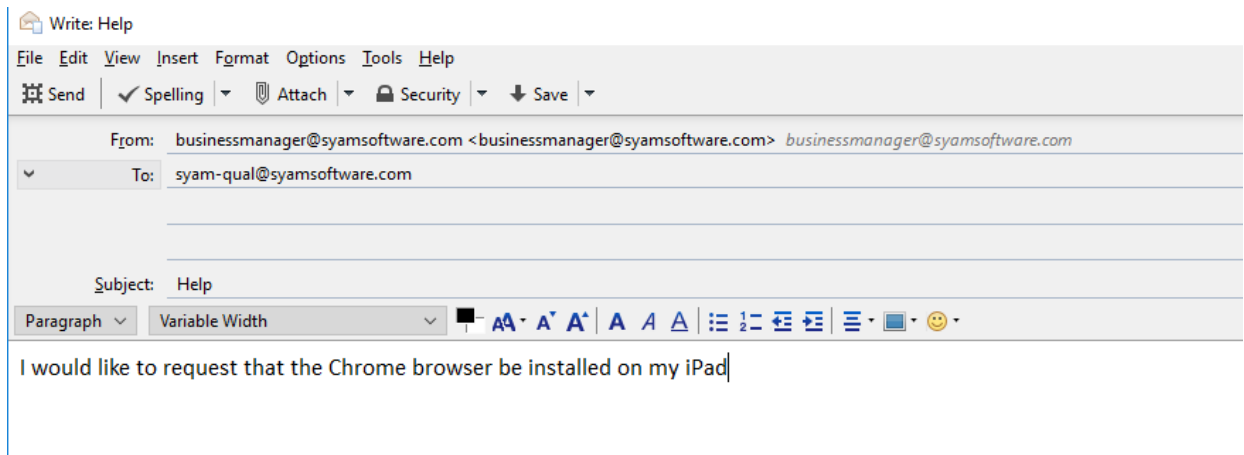 Write: Help
File Edit View Insert Format Options Tools Help
Send Spelling Attach Security Save
From: businessmanager@syamsoftware.com <businessmanager@syamsoftware.com> businessmanager@syamsoftware.com
To: syam-qual@syamsoftware.com
Subject: Help
Paragraph Variable Width
I would like to request that the Chrome browser be installed on my iPad